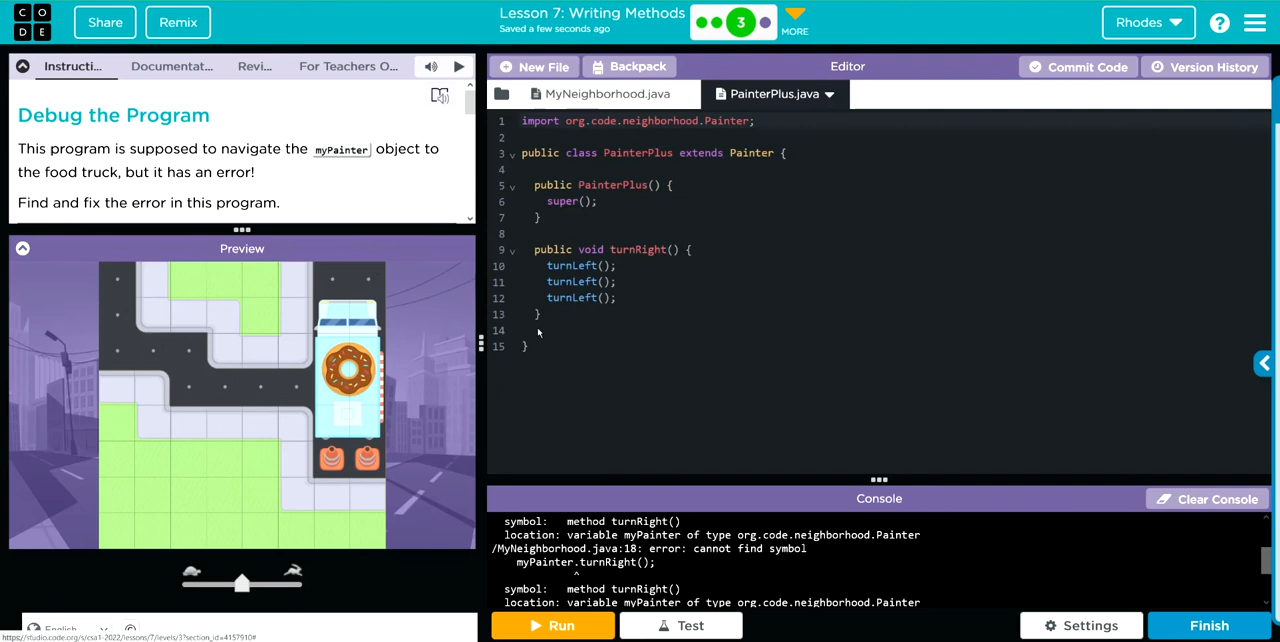 CODE
Share
Remix
Lesson 7: Writing Methods
Saved a few seconds ago
3
MORE
Rhodes
?
Instructi...
Documentat...
Revi...
For Teachers O...
Debug the Program
This program is supposed to navigate the myPainter object to
the food truck, but it has an error!
Find and fix the error in this program.
Preview
New File
Backpack
Editor
Commit Code
Version History
MyNeighborhood.java
PainterPlus.java
1 import org.code.neighborhood.Painter;
2
3 public class PainterPlus extends Painter {
4
5 public PainterPlus() {
6 super();
7 }
8
9 public void turnRight() {
10 turnLeft();
11 turnLeft();
12 turnLeft();
13 }
14
15 }
Console
Clear Console
symbol: method turnRight()
location: variable myPainter of type org.code.neighborhood.Painter
/MyNeighborhood.java:18: error: cannot find symbol
myPainter.turnRight();
^
symbol: method turnRight()
location: variable myPainter of type org.code.neighborhood.Painter
English
https://studio.code.org/s/csa1-2022/lessons/7/levels/3?section_id=4157910#
Run
Test
Settings
Finish